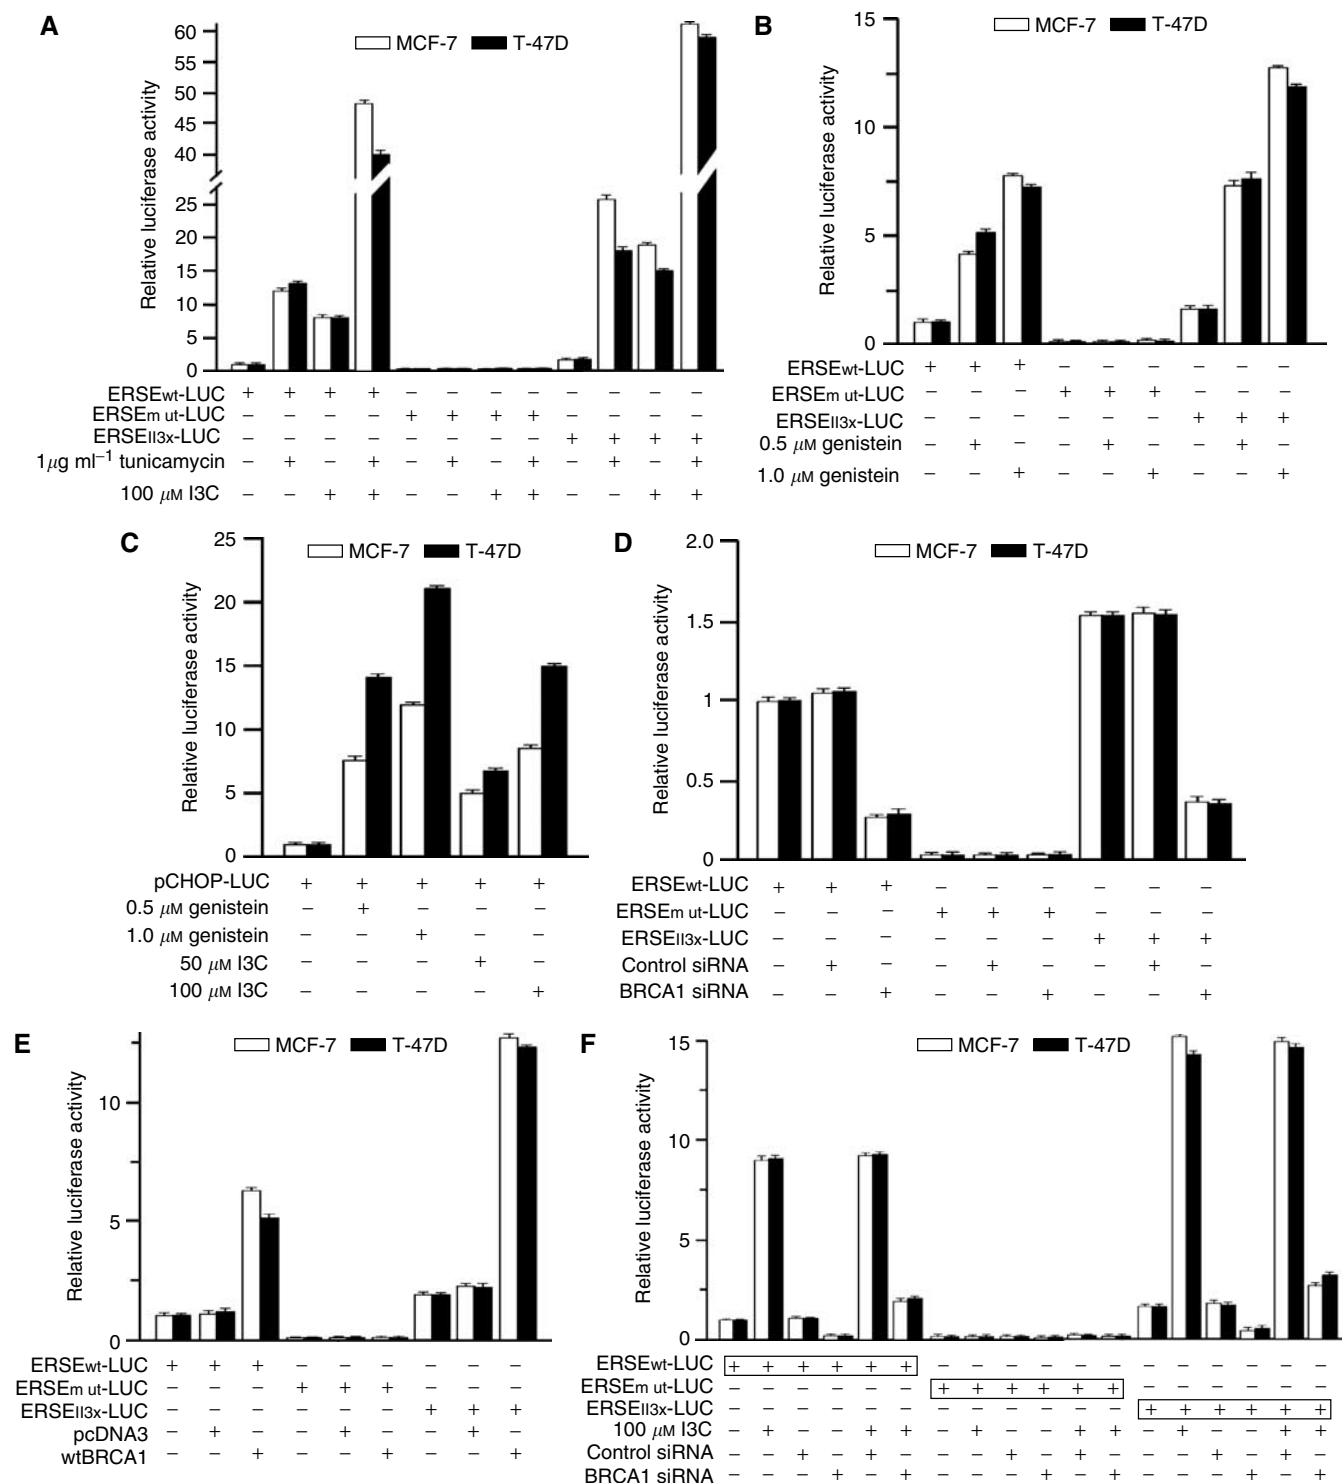 A
MCF-7 T-47D
Relative luciferase activity
60
55
50
45
40
25
20
15
10
5
0
ERSEwt-LUC + + + + – – – – – – – –
ERSEm ut-LUC – – – – + + + + – – – –
ERSEII3x-LUC – – – – – – – – + + + +
1μg ml–1 tunicamycin – + – + – + – + – + – +
100 μM I3C – – + + – – + + – – + +
B
MCF-7 T-47D
Relative luciferase activity
15
10
5
0
ERSEwt-LUC + + + – – – – – –
ERSEm ut-LUC – – – + + + – – –
ERSEII3x-LUC – – – – – – + + +
0.5 μM genistein – + – – + – – + –
1.0 μM genistein – – + – – + – – +
C
MCF-7 T-47D
Relative luciferase activity
25
20
15
10
5
0
pCHOP-LUC + + + + +
0.5 μM genistein – + – – –
1.0 μM genistein – – + – –
50 μM I3C – – – + –
100 μM I3C – – – – +
D
MCF-7 T-47D
Relative luciferase activity
2.0
1.5
1
0.5
0
ERSEwt-LUC + + + – – – – – –
ERSEm ut-LUC – – – + + + – – –
ERSEII3x-LUC – – – – – – + + +
Control siRNA – + – – + – – + –
BRCA1 siRNA – – + – – + – – +
E
MCF-7 T-47D
Relative luciferase activity
10
5
0
ERSEwt-LUC + + + – – – – – –
ERSEm ut-LUC – – – + + + – – –
ERSEII3x-LUC – – – – – – + + +
pcDNA3 – + – – + – – + –
wtBRCA1 – – + – – + – – +
F
MCF-7 T-47D
Relative luciferase activity
15
10
5
0
ERSEwt-LUC + + + + + + – – – – – – – – – – – –
ERSEm ut-LUC – – – – – – + + + + + + – – – – – –
ERSEII3x-LUC – – – – – – – – – – – – + + + + + +
100 μM I3C – + – – + + – + – – + + – + – – + +
Control siRNA – – + – + – – – + – + – – – + – + –
BRCA1 siRNA – – – + – + – – – + – + – – – + – +